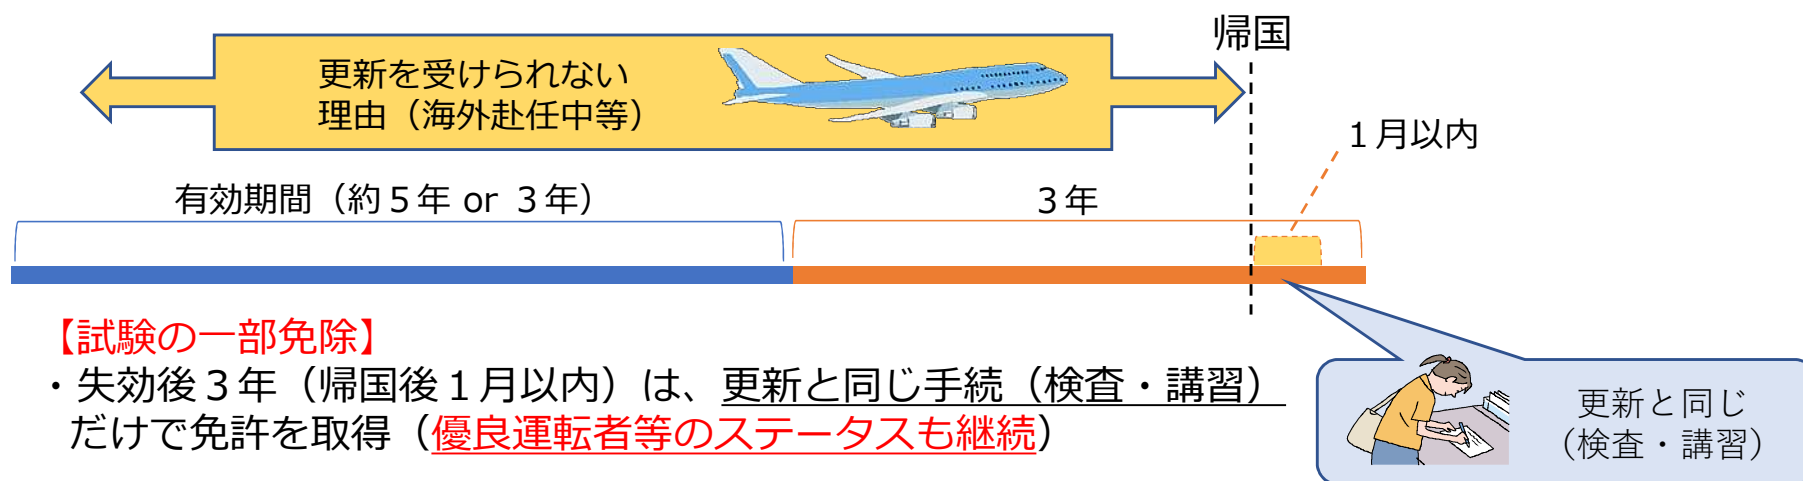 帰国
更新を受けられない
理由（海外赴任中等）
１月以内
有効期間（約５年 or ３年）
３年
【試験の一部免除】
・失効後３年（帰国後１月以内）は、更新と同じ手続（検査・講習）
だけで免許を取得（優良運転者等のステータスも継続）
更新と同じ
（検査・講習）